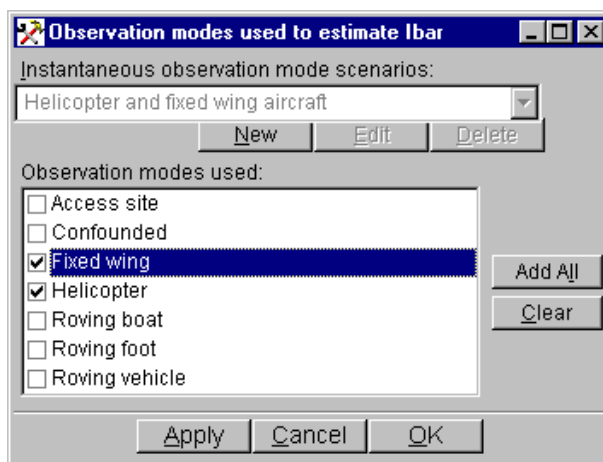 Observation modes used to estimate Ibar
Instantaneous observation mode scenarios:
Helicopter and fixed wing aircraft
New Edit Delete
Observation modes used:
Access site
Confounded
Fixed wing
Helicopter
Roving boat
Roving foot
Roving vehicle
Add All
Clear
Apply Cancel OK